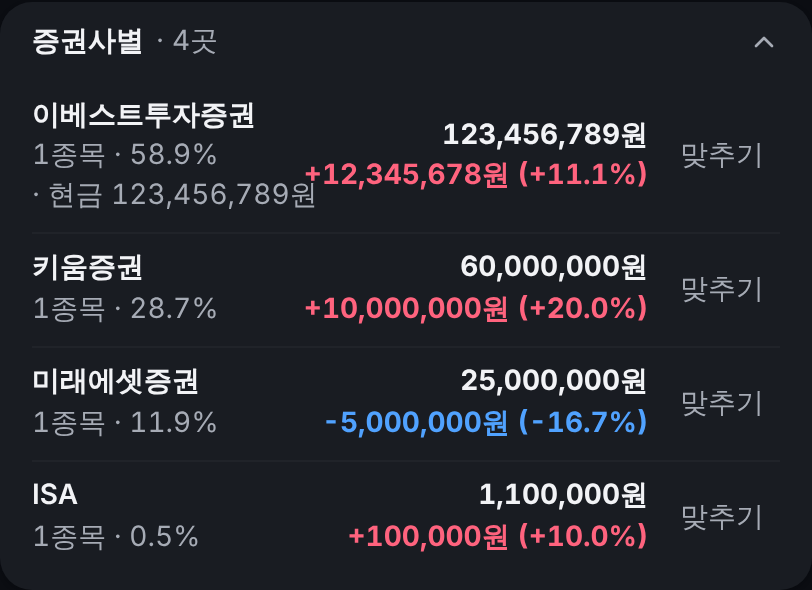 증권사별 · 4곳
이베스트투자증권
1종목 · 58.9%
· 현금 123,456,789원
123,456,789원
+12,345,678원 (+11.1%)
맞추기
키움증권
1종목 · 28.7%
60,000,000원
+10,000,000원 (+20.0%)
맞추기
미래에셋증권
1종목 · 11.9%
25,000,000원
-5,000,000원 (-16.7%)
맞추기
ISA
1종목 · 0.5%
1,100,000원
+100,000원 (+10.0%)
맞추기